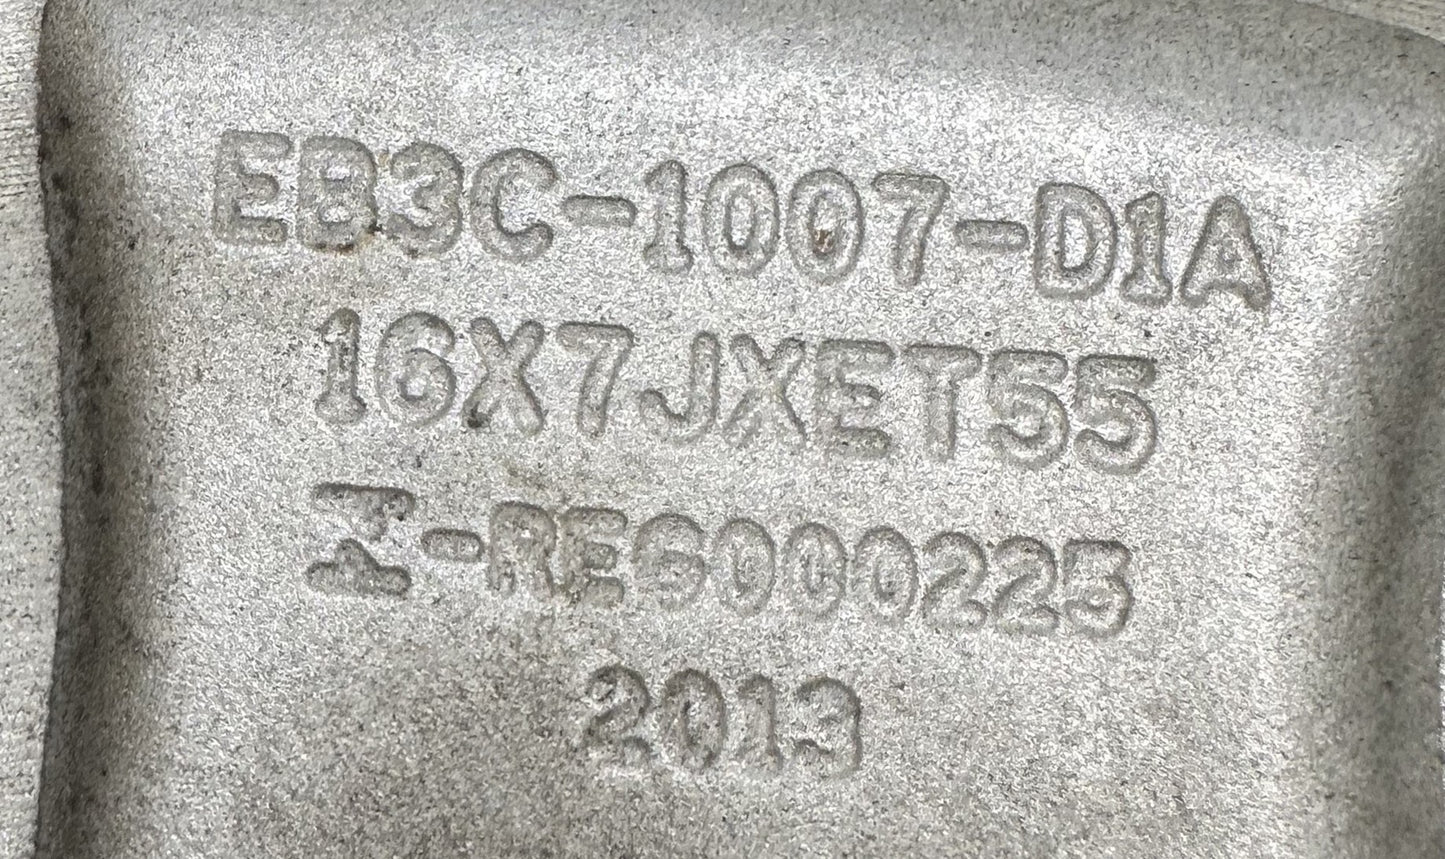 EB3C-1007-D1A
16X7JXET55
I-RES000225
2013